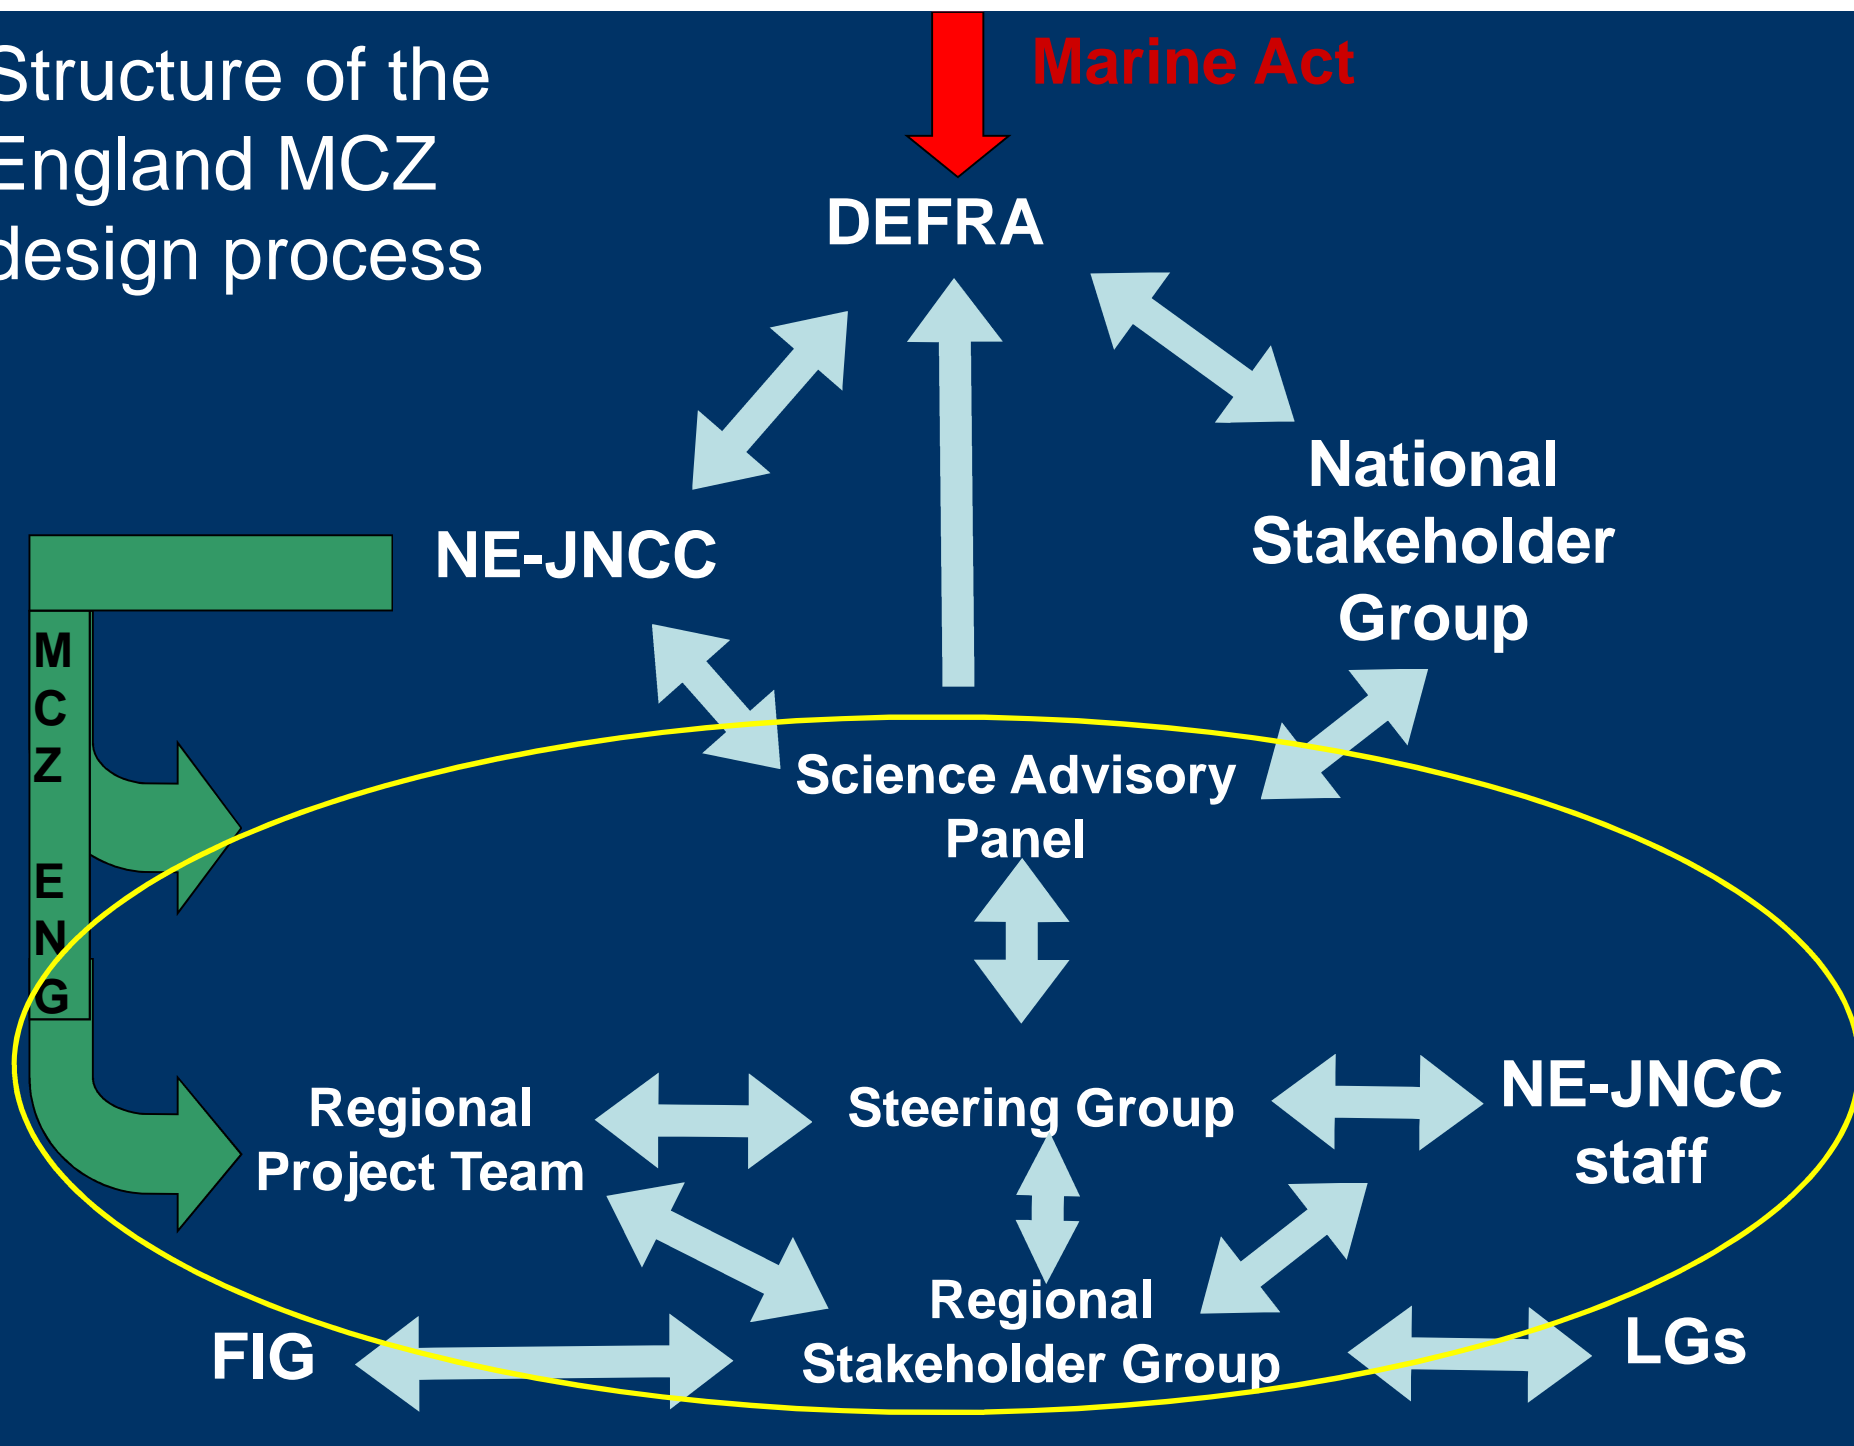 Structure of the
England MCZ
design process
Marine Act
DEFRA
National
Stakeholder
Group
NE-JNCC
M
C
Z
E
N
G
Science Advisory
Panel
Regional
Project Team
Steering Group
NE-JNCC
staff
Regional
Stakeholder Group
FIG
LGs